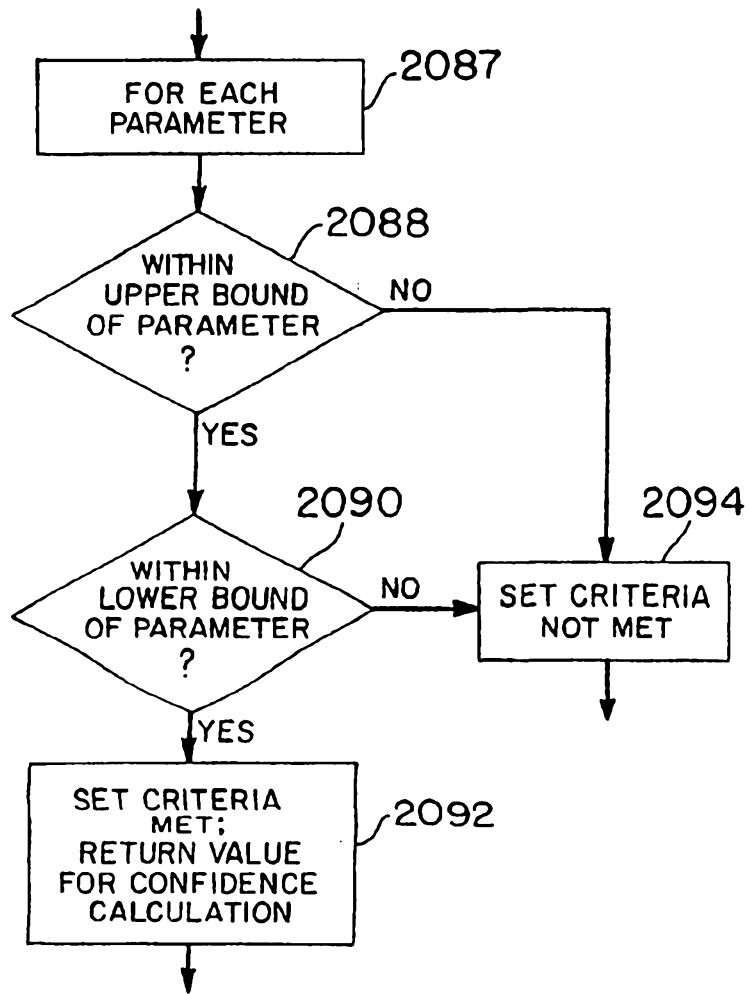 2087
FOR EACH
PARAMETER
2088
WITHIN
UPPER BOUND
OF PARAMETER
?
NO
YES
2090
WITHIN
LOWER BOUND
OF PARAMETER
?
NO
2094
SET CRITERIA
NOT MET
YES
2092
SET CRITERIA
MET;
RETURN VALUE
FOR CONFIDENCE
CALCULATION